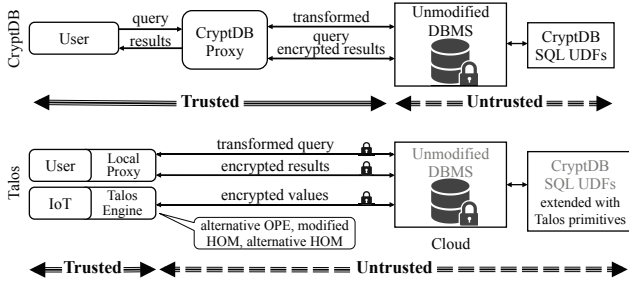 CryptDB
User
query
results
CryptDB
Proxy
transformed
query
encrypted results
Unmodified
DBMS
CryptDB
SQL UDFs
Trusted
Untrusted
Talos
User
Local
Proxy
IoT
Talos
Engine
transformed query
encrypted results
encrypted values
alternative OPE, modified
HOM, alternative HOM
Unmodified
DBMS
Cloud
CryptDB
SQL UDFs
extended with
Talos primitives
Trusted
Untrusted